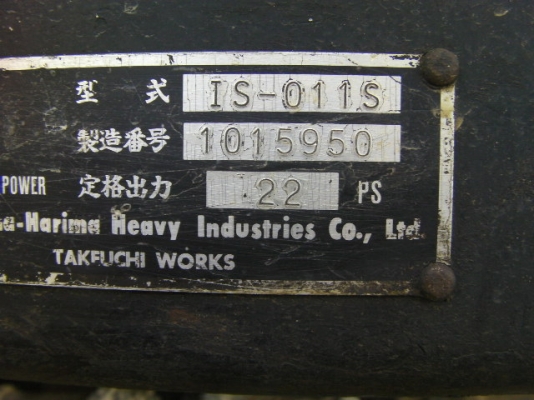 型式 IS-011S
製造番号 1015950
POWER 定格出力 22 PS
a-Harima Heavy Industries Co., Ltd.
TAKEUCHI WORKS